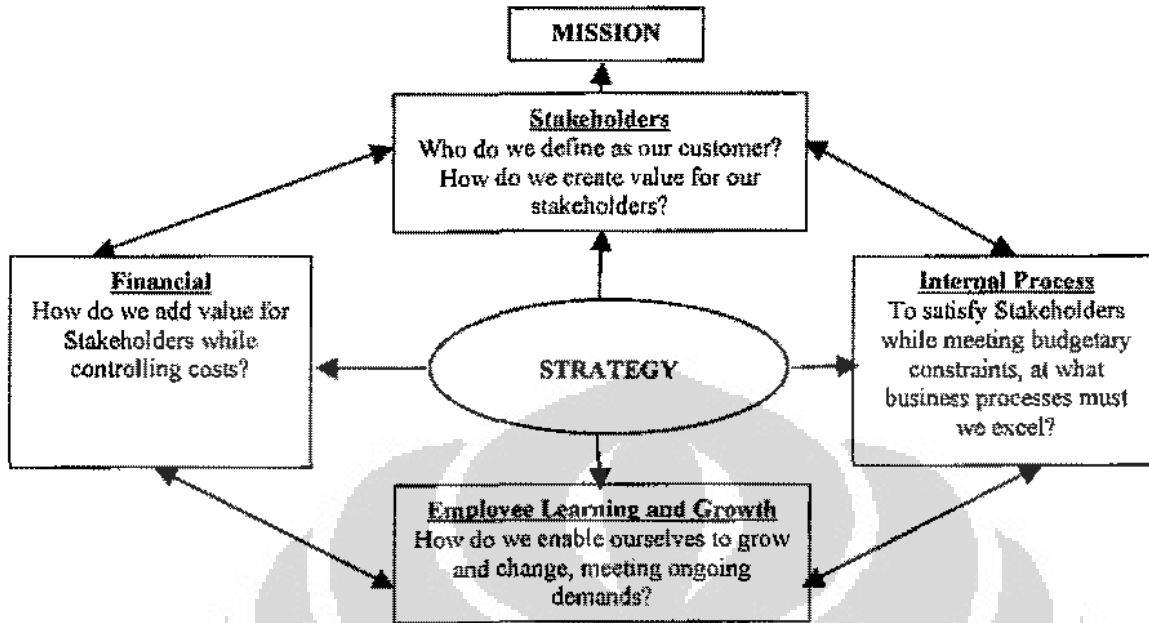 MISSION
Stakeholders
Who do we define as our customer?
How do we create value for our
stakeholders?
Financial
How do we add value for
Stakeholders while
controlling costs?
Internal Process
To satisfy Stakeholders
while meeting budgetary
constraints, at what
business processes must
we excel?
STRATEGY
Employee Learning and Growth
How do we enable ourselves to grow
and change, meeting ongoing
demands?